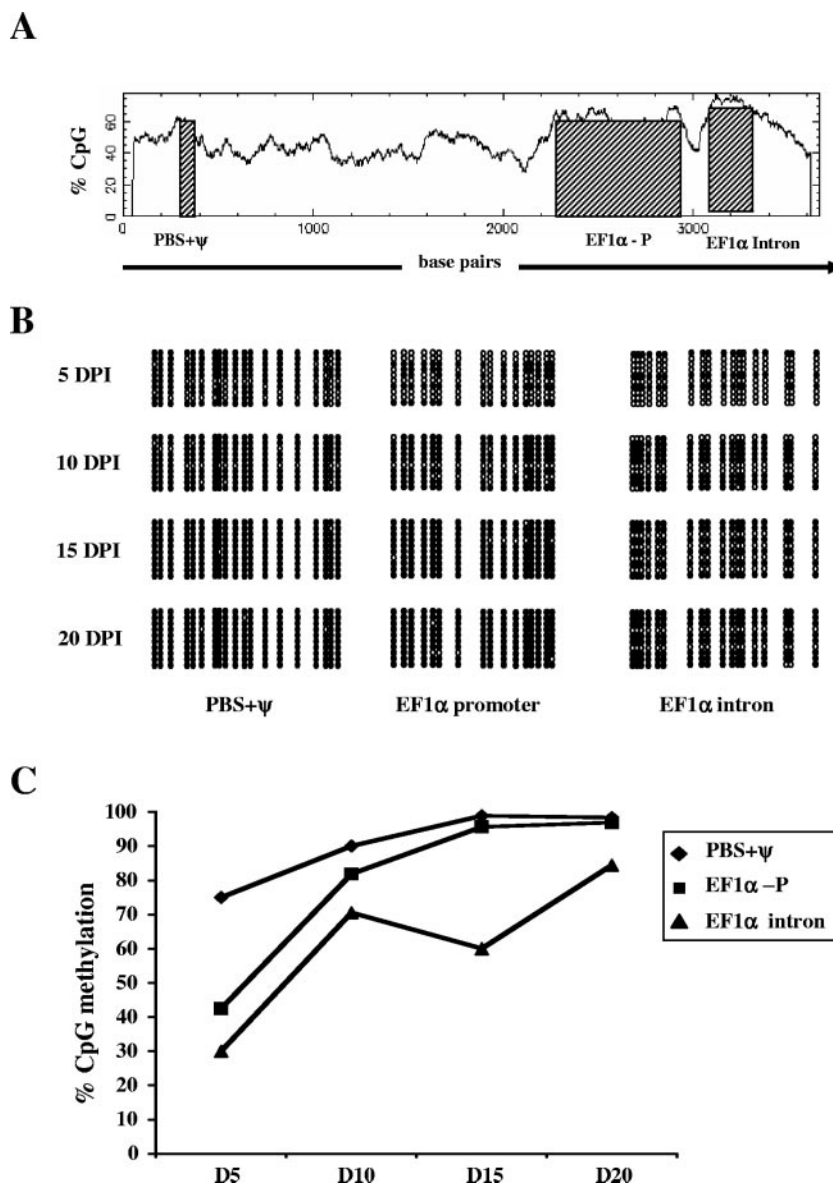 A
% CpG
60
40
20
0
0 1000 2000 3000
PBS+ψ EF1α - P EF1α Intron
base pairs
B
5 DPI
10 DPI
15 DPI
20 DPI
PBS+ψ EF1α promoter EF1α intron
C
% CpG methylation
100
90
80
70
60
50
40
30
20
10
0
D5 D10 D15 D20
PBS+ψ
EF1α –P
EF1α intron